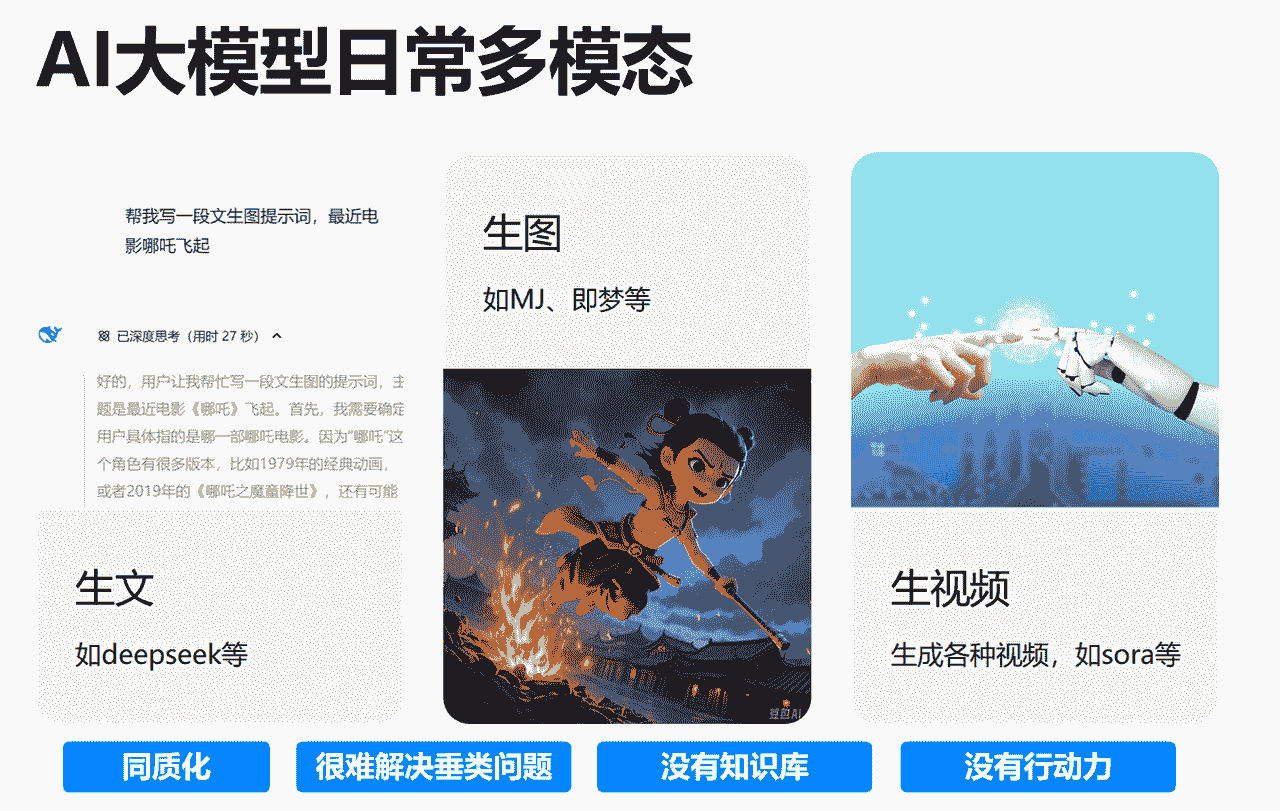 AI大模型日常多模态
帮我写一段文生图提示词，最近电
影哪吒飞起
已深度思考（用时 27 秒）
好的，用户让我帮忙写一段文生图的提示词，主
题是最近电影《哪吒》飞起。首先，我需要确定
用户具体指的是哪一部哪吒电影。因为“哪吒”这
个角色有很多版本，比如1979年的经典动画，
或者2019年的《哪吒之魔童降世》，还有可能
生文
如deepseek等
生图
如MJ、即梦等
豆包AI
生视频
生成各种视频，如sora等
同质化
很难解决垂类问题
没有知识库
没有行动力